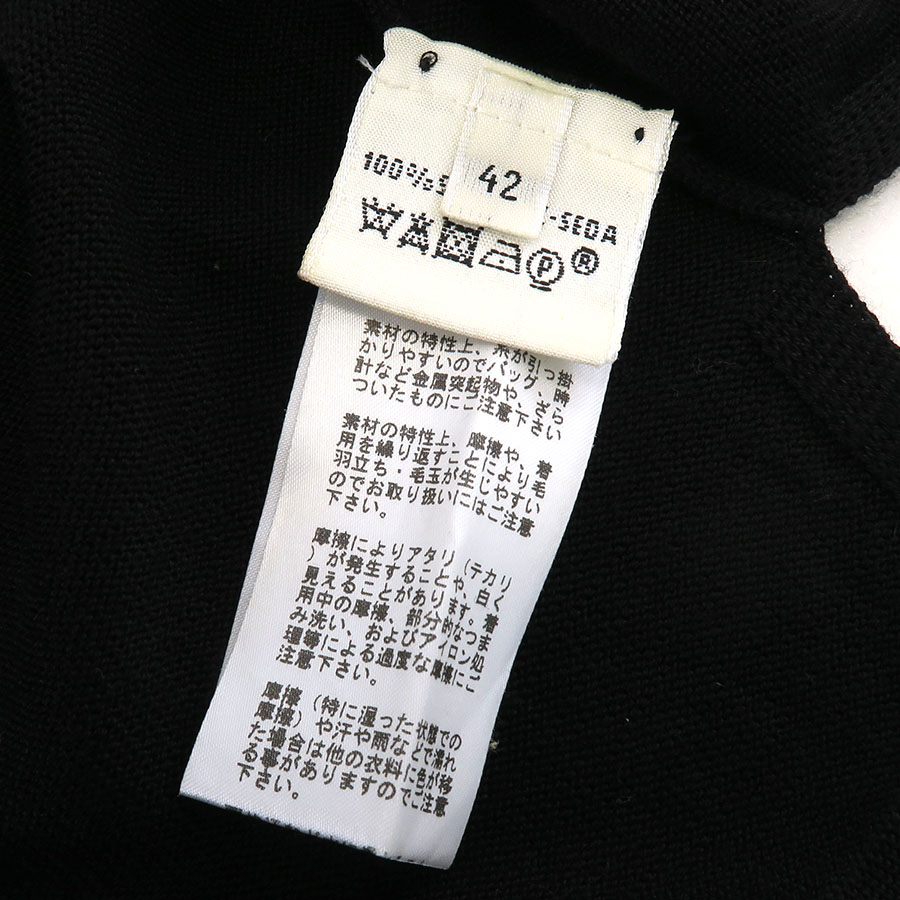 42
100%
-SEDA
P
®
素材の特性上、糸が引っ掛
かりやすいのでバッグ、時
計など金属突起物や、ざら
ついたものにご注意下さい
素材の特性上、摩擦や、着
用を繰り返すことにより毛
羽立ち・毛玉が生じやすい
のでお取り扱いにはご注意
下さい。
摩擦によりアタリ(テカリ
)が発生することや、白く
見えることがあります。着
用中の摩擦、部分的なつま
み洗い、およびアイロン処
理等による過度な摩擦にご
注意下さい。
摩擦(特に湿った状態での
摩擦)や汗や雨などで濡れ
た場合は他の衣料に色が移
る事がありますのでご注意
下さい。